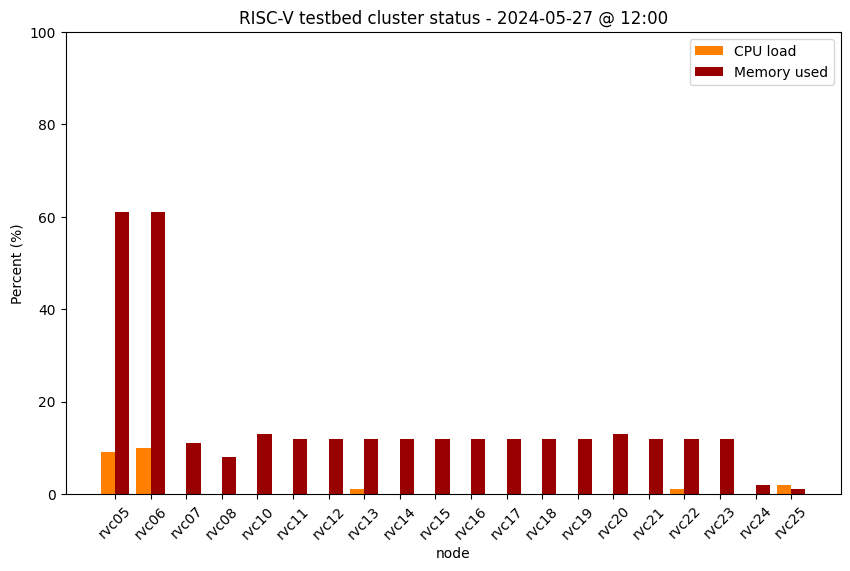 RISC-V testbed cluster status - 2024-05-27 @ 12:00
CPU load
Memory used
Percent (%)
100
80
60
40
20
0
rvc05 rvc06 rvc07 rvc08 rvc10 rvc11 rvc12 rvc13 rvc14 rvc15 rvc16 rvc17 rvc18 rvc19 rvc20 rvc21 rvc22 rvc23 rvc24 rvc25
node